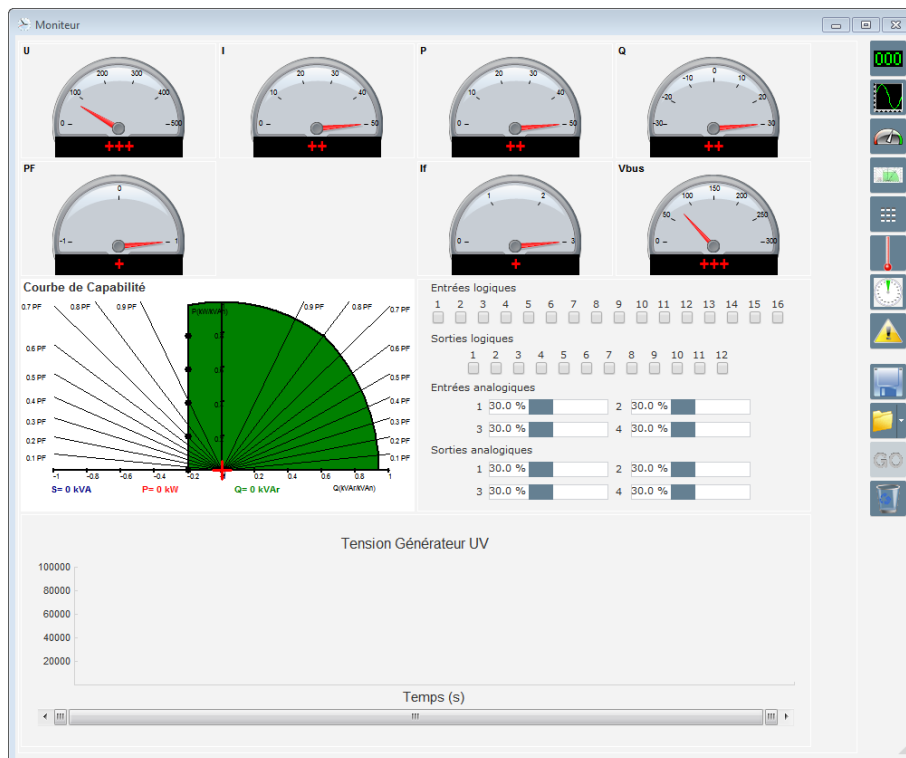 Moniteur
U I P Q
0 100 200 300 400 500
+++
0 10 20 30 40 50
++
0 10 20 30 40 50
++
-30 -20 -10 0 10 20 30
++
PF If Vbus
-1 0 1
+
0 1 2 3
+
0 50 100 150 200 250 300
+++
Courbe de Capabilité
0.7 PF 0.8 PF 0.9 PF 0.9 PF 0.8 PF 0.7 PF
P(kW/kVAn)
0.6 PF 0.6 PF
0.5 PF 0.5 PF
0.4 PF 0.4 PF
0.3 PF 0.3 PF
0.2 PF 0.2 PF
0.1 PF 0.1 PF
-1 -0.8 -0.6 -0.4 -0.2 0.2 0.4 0.6 0.8 1
S= 0 kVA P= 0 kW Q= 0 kVAr Q(kVAr/kVAn)
Entrées logiques
1 2 3 4 5 6 7 8 9 10 11 12 13 14 15 16
Sorties logiques
1 2 3 4 5 6 7 8 9 10 11 12
Entrées analogiques
1 30.0 % 2 30.0 %
3 30.0 % 4 30.0 %
Sorties analogiques
1 30.0 % 2 30.0 %
3 30.0 % 4 30.0 %
Tension Générateur UV
100000
80000
60000
40000
20000
Temps (s)
000
GO